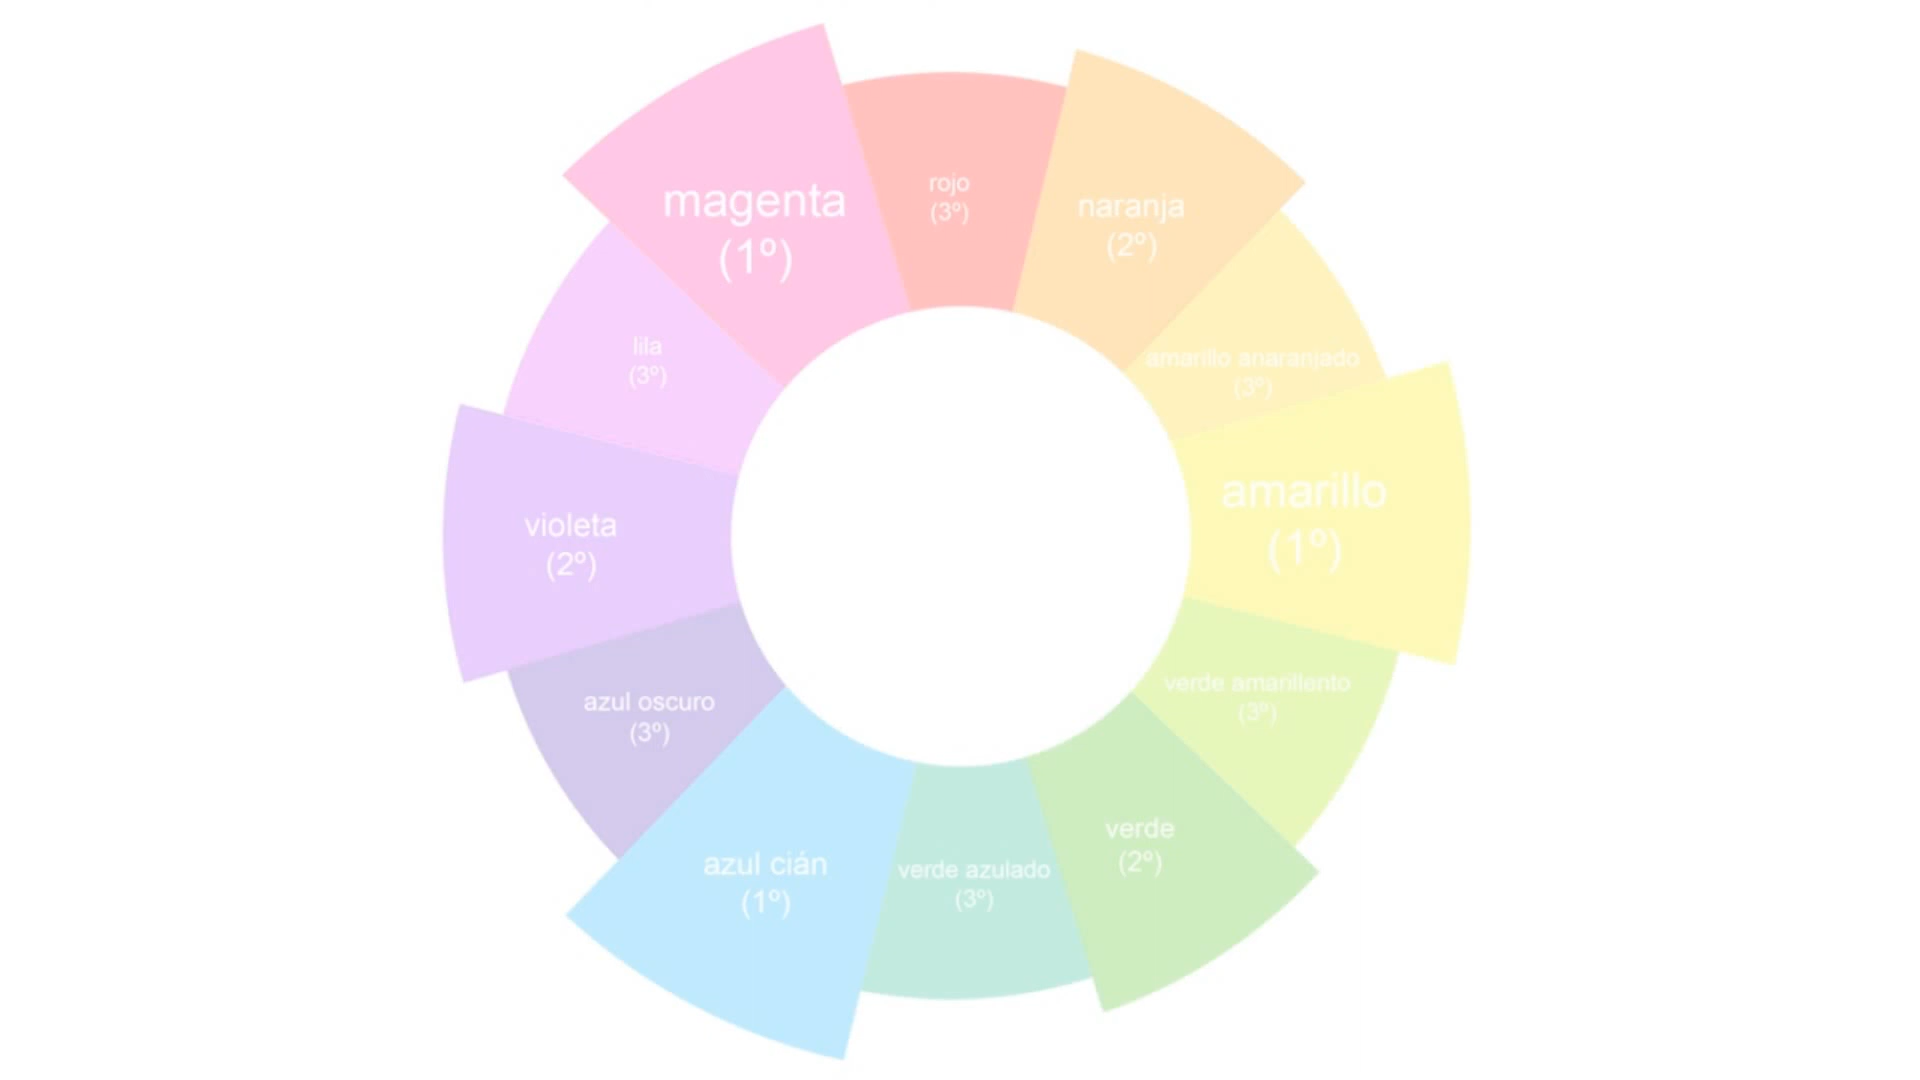 magenta
(1º)
rojo
(3º)
naranja
(2º)
amarillo anaranjado
(3º)
amarillo
(1º)
verde amarillento
(3º)
verde
(2º)
verde azulado
(3º)
azul cián
(1º)
azul oscuro
(3º)
violeta
(2º)
lila
(3º)